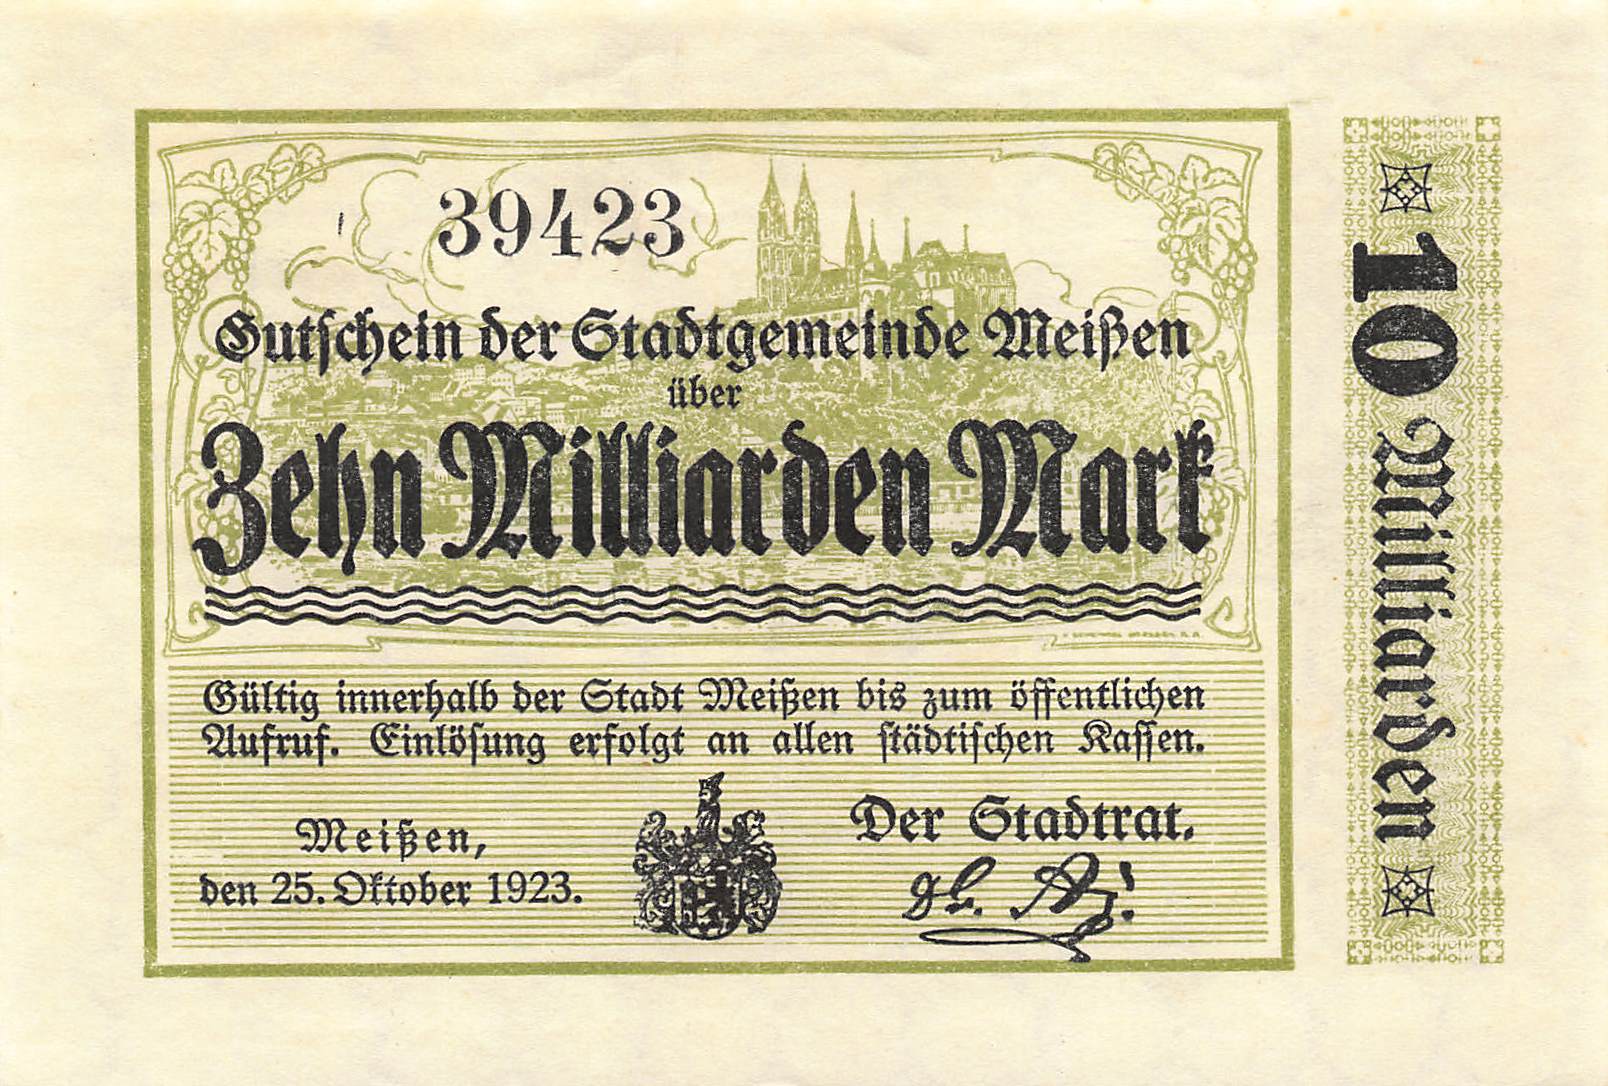 39423
Gutschein der Stadtgemeinde Meißen
über
Zehn Milliarden Mark
Gültig innerhalb der Stadt Meißen bis zum öffentlichen
Aufruf. Einlösung erfolgt an allen städtischen Kassen.
Meißen,
den 25. Oktober 1923.
Der Stadtrat.
10 Milliarden